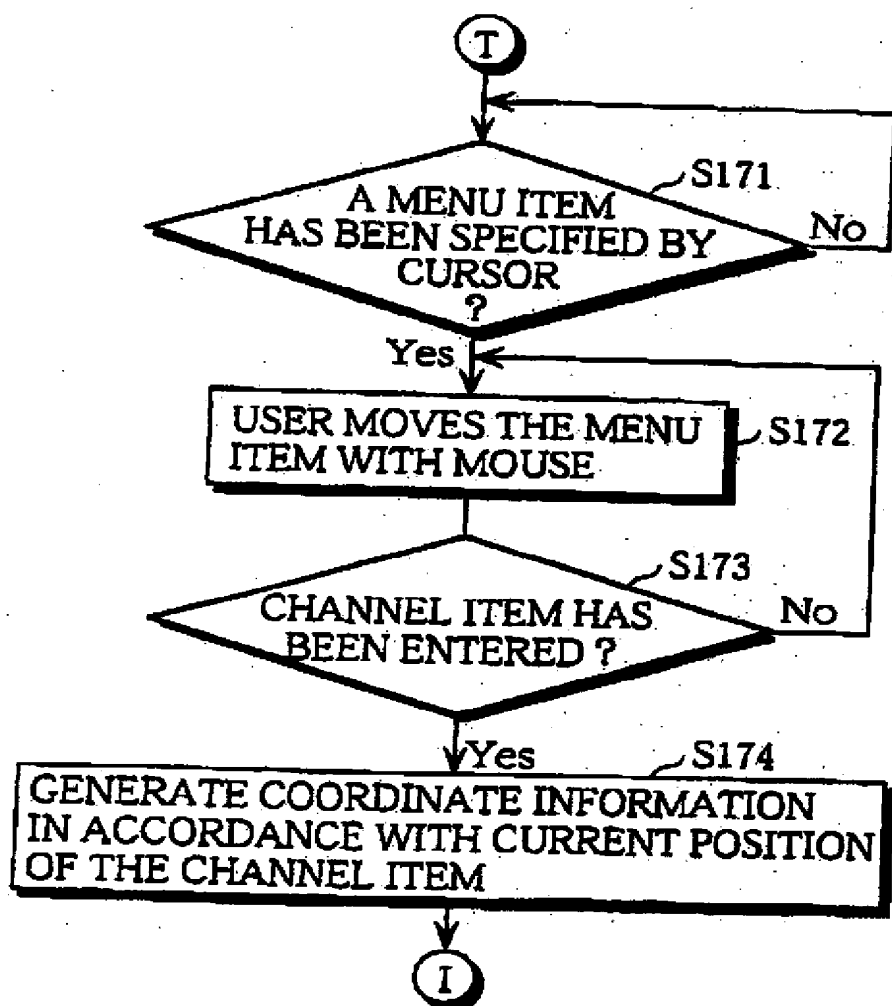 T
S171
A MENU ITEM
HAS BEEN SPECIFIED BY
CURSOR
?
No
Yes
USER MOVES THE MENU
ITEM WITH MOUSE
S172
S173
CHANNEL ITEM HAS
BEEN ENTERED ?
No
Yes
S174
GENERATE COORDINATE INFORMATION
IN ACCORDANCE WITH CURRENT POSITION
OF THE CHANNEL ITEM
I